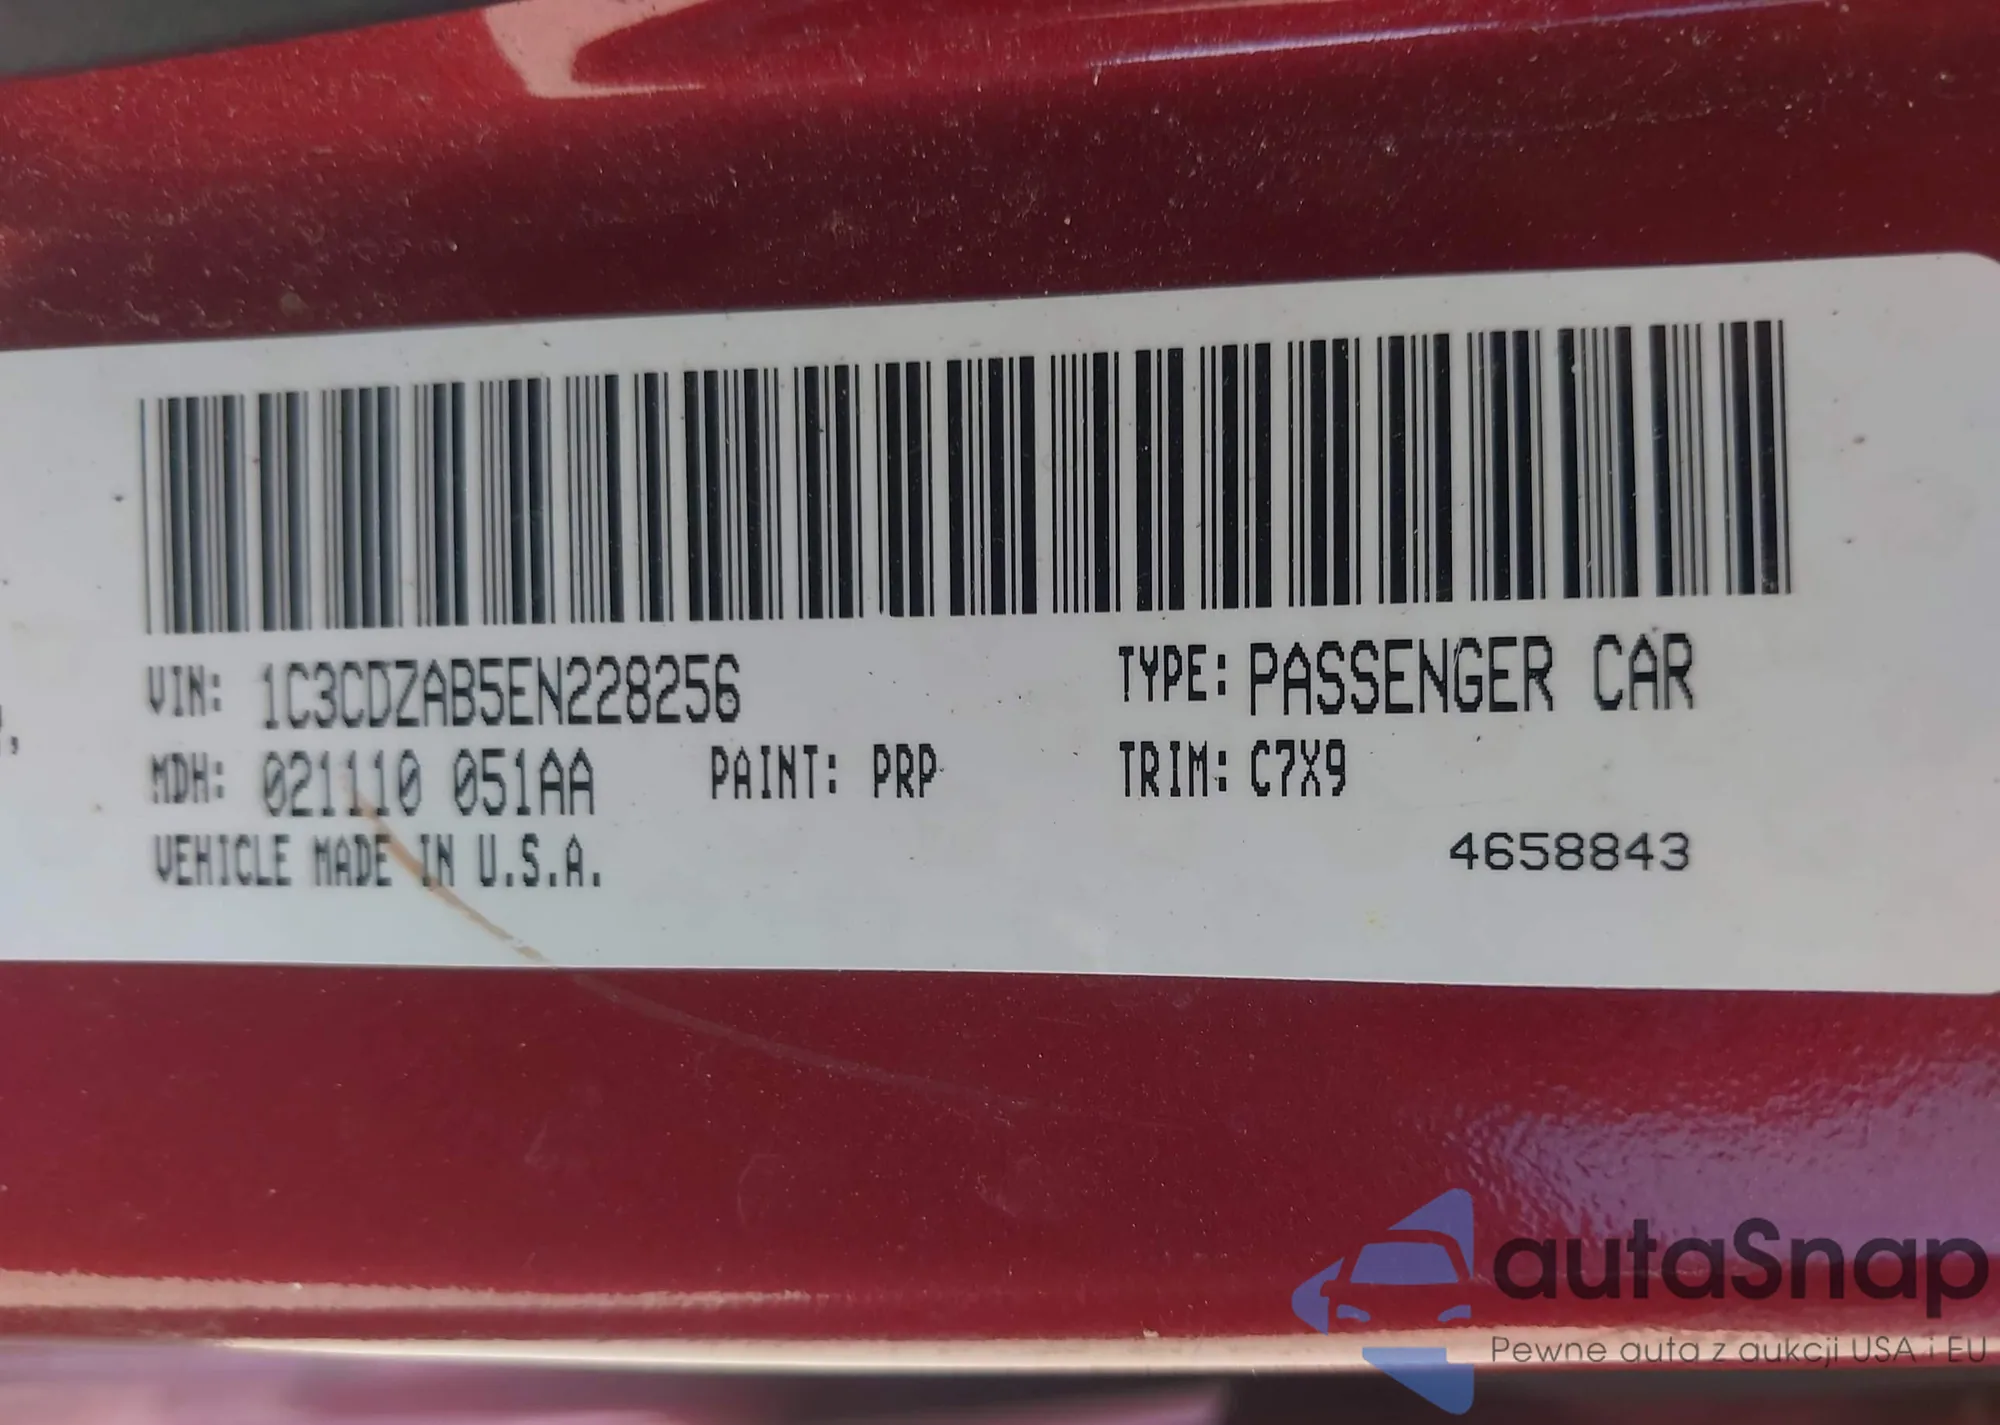 VIN: 1C3CDZAB5EN228256 TYPE: PASSENGER CAR
MDH: 021110 051AA PAINT: PRP TRIM: C7X9
VEHICLE MADE IN U.S.A. 4658843
autaSnap
Pewne auta z aukcji USA i EU